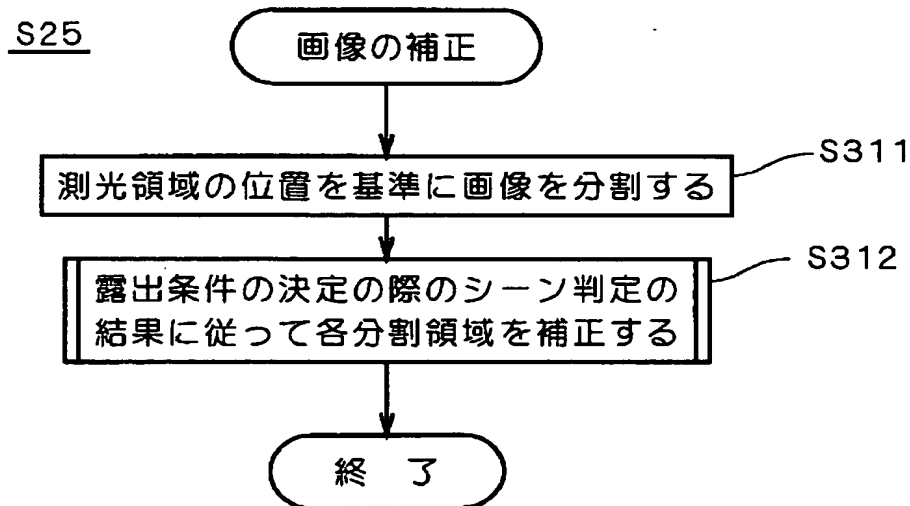 S25
画像の補正
測光領域の位置を基準に画像を分割する
S311
露出条件の決定の際のシーン判定の
結果に従って各分割領域を補正する
S312
終 了